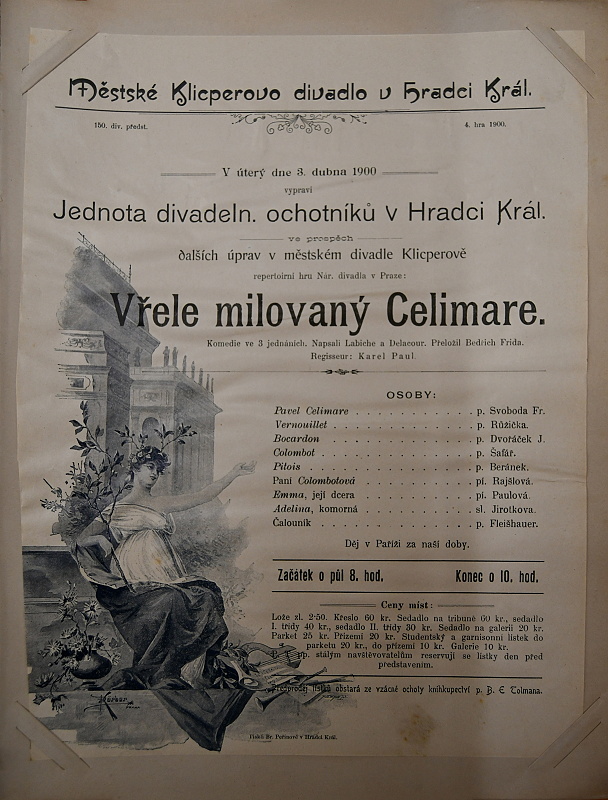 Městské Klicperovo divadlo v Hradci Král.
150. div. předst. 4. hra 1900.
V úterý dne 3. dubna 1900
vypraví
Jednota divadeln. ochotníků v Hradci Král.
ve prospěch
dalších úprav v městském divadle Klicperově
repertoirní hru Nár. divadla v Praze:
Vřele milovaný Celimare.
Komedie ve 3 jednáních. Napsali Labiche a Delacour. Přeložil Bedřich Frida.
Regisseur: Karel Paul.
OSOBY:
Pavel Celimare . . . . . . . . . . . . p. Svoboda Fr.
Vernouillet . . . . . . . . . . . . . p. Růžička.
Bocardon . . . . . . . . . . . . . p. Dvořáček J.
Colombot . . . . . . . . . . . . . p. Šafář.
Pitois . . . . . . . . . . . . . . p. Beránek.
Paní Colombotová . . . . . . . . . . pí. Rajšlová.
Emma, její dcera . . . . . . . . . . pí. Paulová.
Adelina, komorná . . . . . . . . . . sl. Jirotkova.
Čalouník . . . . . . . . . . . . . p. Fleišhauer.
Děj v Paříži za naší doby.
Začátek o půl 8. hod. Konec o 10. hod.
Ceny míst:
Lože zl. 2·50. Křeslo 60 kr. Sedadlo na tribuně 60 kr., sedadlo
I. třídy 40 kr., sedadlo II. třídy 30 kr. Sedadlo na galerii 20 kr.
Parket 25 kr. Přízemí 20 kr. Studentský a garnisonní lístek do
parketu 20 kr., do přízemí 10 kr. Galerie 10 kr.
pp. stálým navštěvovatelům reservují se lístky den před
představením.
Předprodej lístků obstará ze vzácné ochoty knihkupectví p. B. E. Tolmana.
Tiskli Br. Peřinové v Hradci Král.